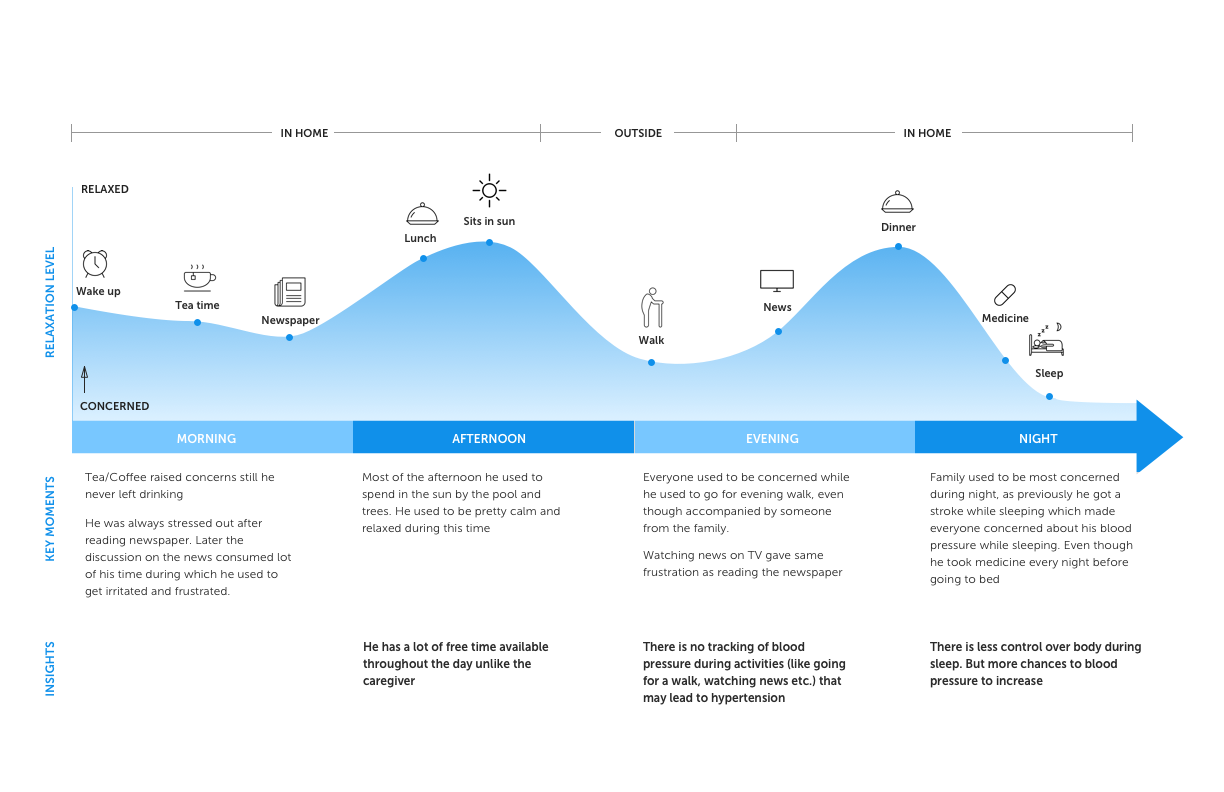 IN HOME
OUTSIDE
IN HOME
RELAXED
Sits in sun
Lunch
Dinner
Wake up
Tea time
Newspaper
News
Medicine
Walk
Sleep
RELAXATION LEVEL
CONCERNED
MORNING
AFTERNOON
EVENING
NIGHT
KEY MOMENTS
Tea/Coffee raised concerns still he
never left drinking
He was always stressed out after
reading newspaper. Later the
discussion on the news consumed lot
of his time during which he used to
get irritated and frustrated.
Most of the afternoon he used to
spend in the sun by the pool and
trees. He used to be pretty calm and
relaxed during this time
Everyone used to be concerned while
he used to go for evening walk, even
though accompanied by someone
from the family.
Watching news on TV gave same
frustration as reading the newspaper
Family used to be most concerned
during night, as previously he got a
stroke while sleeping which made
everyone concerned about his blood
pressure while sleeping. Even though
he took medicine every night before
going to bed
INSIGHTS
He has a lot of free time available
throughout the day unlike the
caregiver
There is no tracking of blood
pressure during activities (like going
for a walk, watching news etc.) that
may lead to hypertension
There is less control over body during
sleep. But more chances to blood
pressure to increase